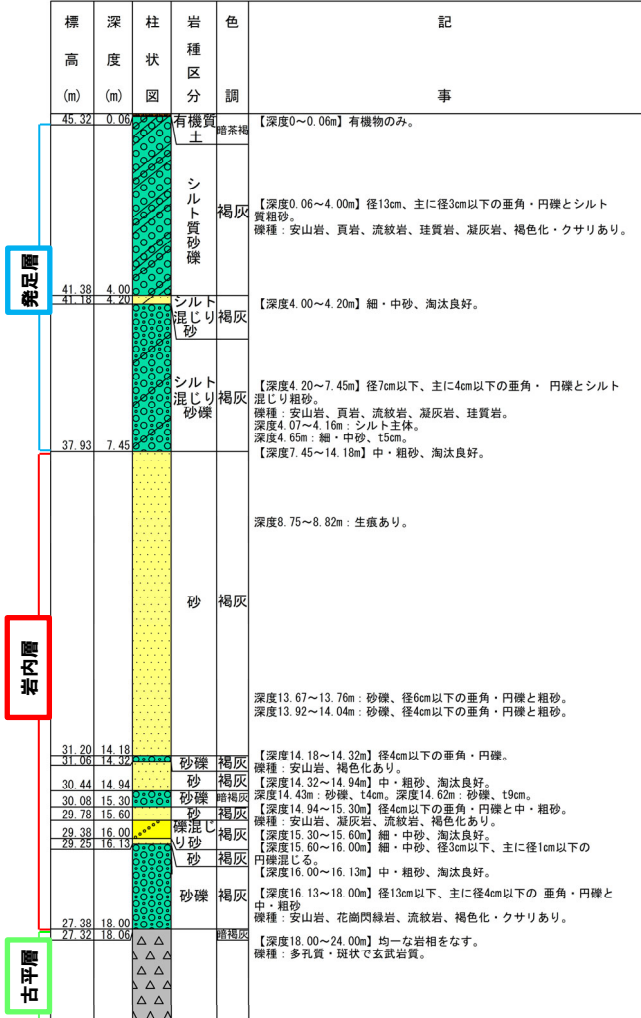 標高(m)
深度(m)
柱状図
岩種区分
色調
記事
発足層
岩内層
古平層
45.32 0.06
有機質土
暗茶褐
【深度0～0.06m】有機物のみ。
シルト質砂礫
褐灰
【深度0.06～4.00m】径13cm、主に径3cm以下の亜角・円礫とシルト
質粗砂。
礫種：安山岩、頁岩、流紋岩、珪質岩、凝灰岩、褐色化・クサリあり。
41.38 4.00
41.18 4.20
シルト混じり砂
褐灰
【深度4.00～4.20m】細・中砂、淘汰良好。
シルト混じり砂礫
褐灰
【深度4.20～7.45m】径7cm以下、主に4cm以下の亜角・ 円礫とシルト
混じり粗砂。
礫種：安山岩、頁岩、流紋岩、凝灰岩、珪質岩。
深度4.07～4.16m：シルト主体。
深度4.65m：細・中砂、t5cm。
37.93 7.45
【深度7.45～14.18m】中・粗砂、淘汰良好。
深度8.75～8.82m：生痕あり。
砂
褐灰
深度13.67～13.76m：砂礫、径6cm以下の亜角・円礫と粗砂。
深度13.92～14.04m：砂礫、径4cm以下の亜角・円礫と粗砂。
31.20 14.18
31.06 14.32
砂礫
褐灰
【深度14.18～14.32m】径4cm以下の亜角・円礫。
礫種：安山岩、褐色化あり。
30.44 14.94
砂
褐灰
【深度14.32～14.94m】中・粗砂、淘汰良好。
深度14.43m：砂礫、t4cm。深度14.62m：砂礫、t9cm。
30.08 15.30
砂礫
暗褐灰
【深度14.94～15.30m】径4cm以下の亜角・円礫と中・粗砂。
礫種：安山岩、凝灰岩、流紋岩、褐色化あり。
29.78 15.60
砂
褐灰
【深度15.30～15.60m】細・中砂、淘汰良好。
29.38 16.00
礫混じり砂
褐灰
【深度15.60～16.00m】細・中砂、径3cm以下、主に径1cm以下の
円礫混じる。
29.25 16.13
砂
褐灰
【深度16.00～16.13m】中・粗砂、淘汰良好。
砂礫
褐灰
【深度16.13～18.00m】径13cm以下、主に径4cm以下の 亜角・円礫と
中・粗砂
礫種：安山岩、花崗閃緑岩、流紋岩、褐色化・クサリあり。
27.38 18.00
27.32 18.06
暗褐灰
【深度18.00～24.00m】均一な岩相をなす。
礫種：多孔質・斑状で玄武岩質。